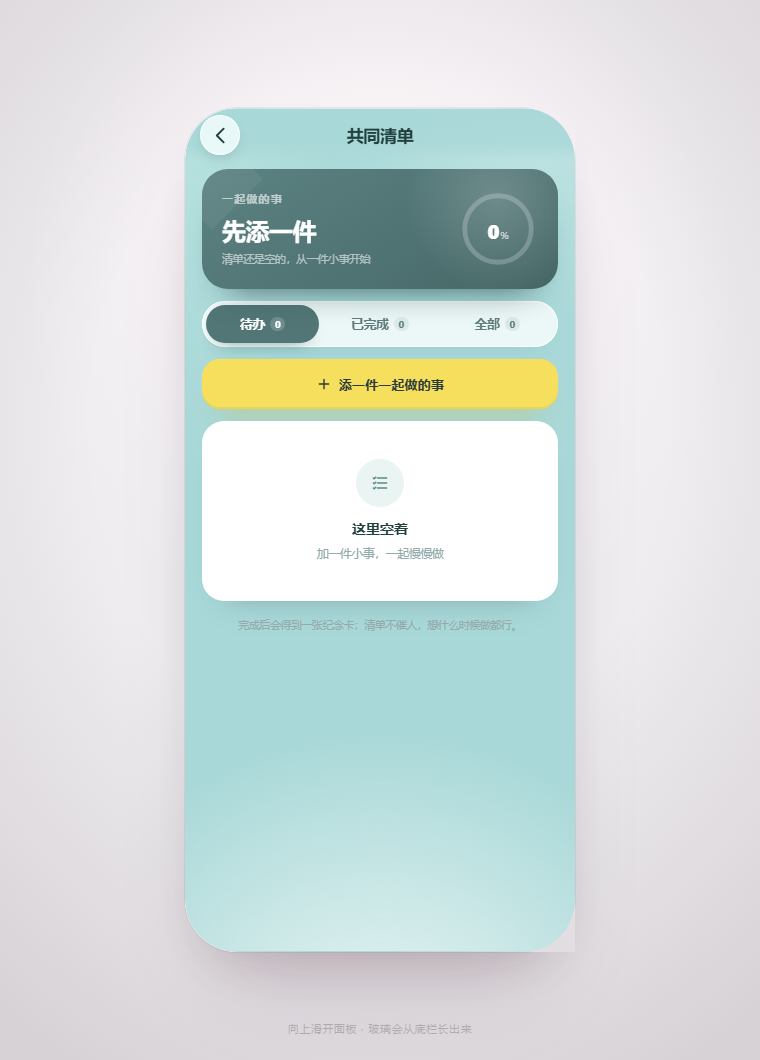 共同清单
一起做的事
先添一件
清单还是空的，从一件小事开始
0%
待办 0
已完成 0
全部 0
＋ 添一件一起做的事
这里空着
加一件小事，一起慢慢做
完成后会得到一张纪念卡；清单不催人，想什么时候做都行。
向上滑开面板 · 玻璃会从底栏长出来